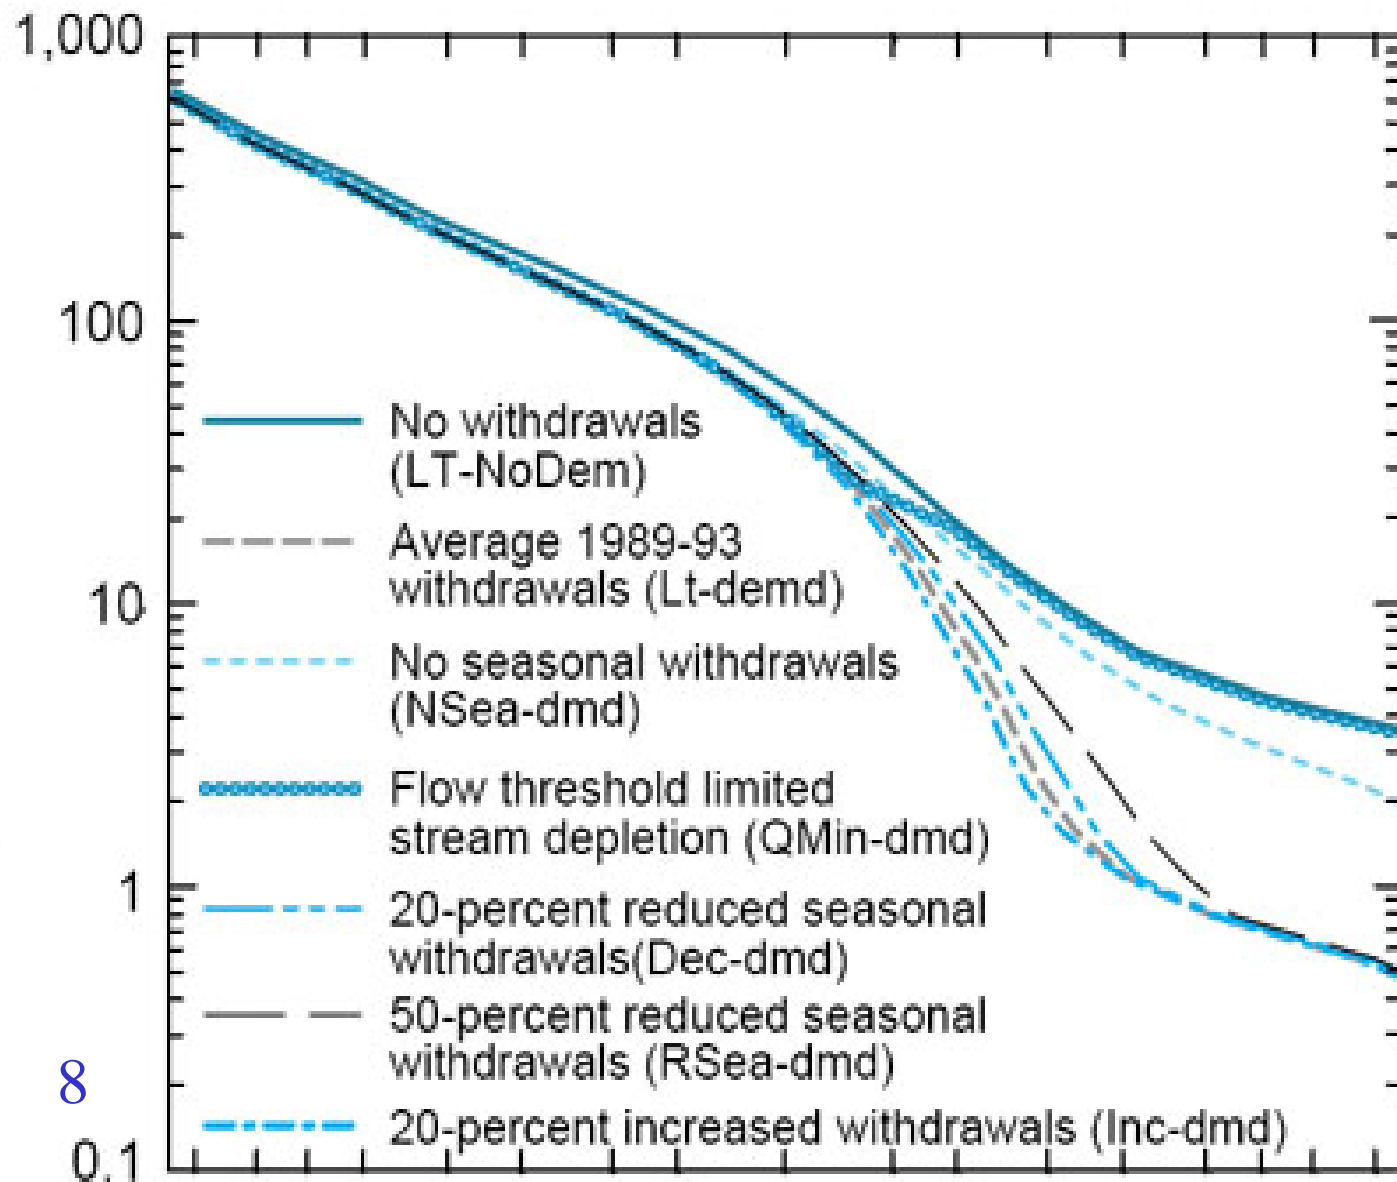 1,000
100
10
1
0.1
No withdrawals
(LT-NoDem)
Average 1989-93
withdrawals (Lt-demd)
No seasonal withdrawals
(NSea-dmd)
Flow threshold limited
stream depletion (QMin-dmd)
20-percent reduced seasonal
withdrawals(Dec-dmd)
50-percent reduced seasonal
withdrawals (RSea-dmd)
20-percent increased withdrawals (Inc-dmd)
8